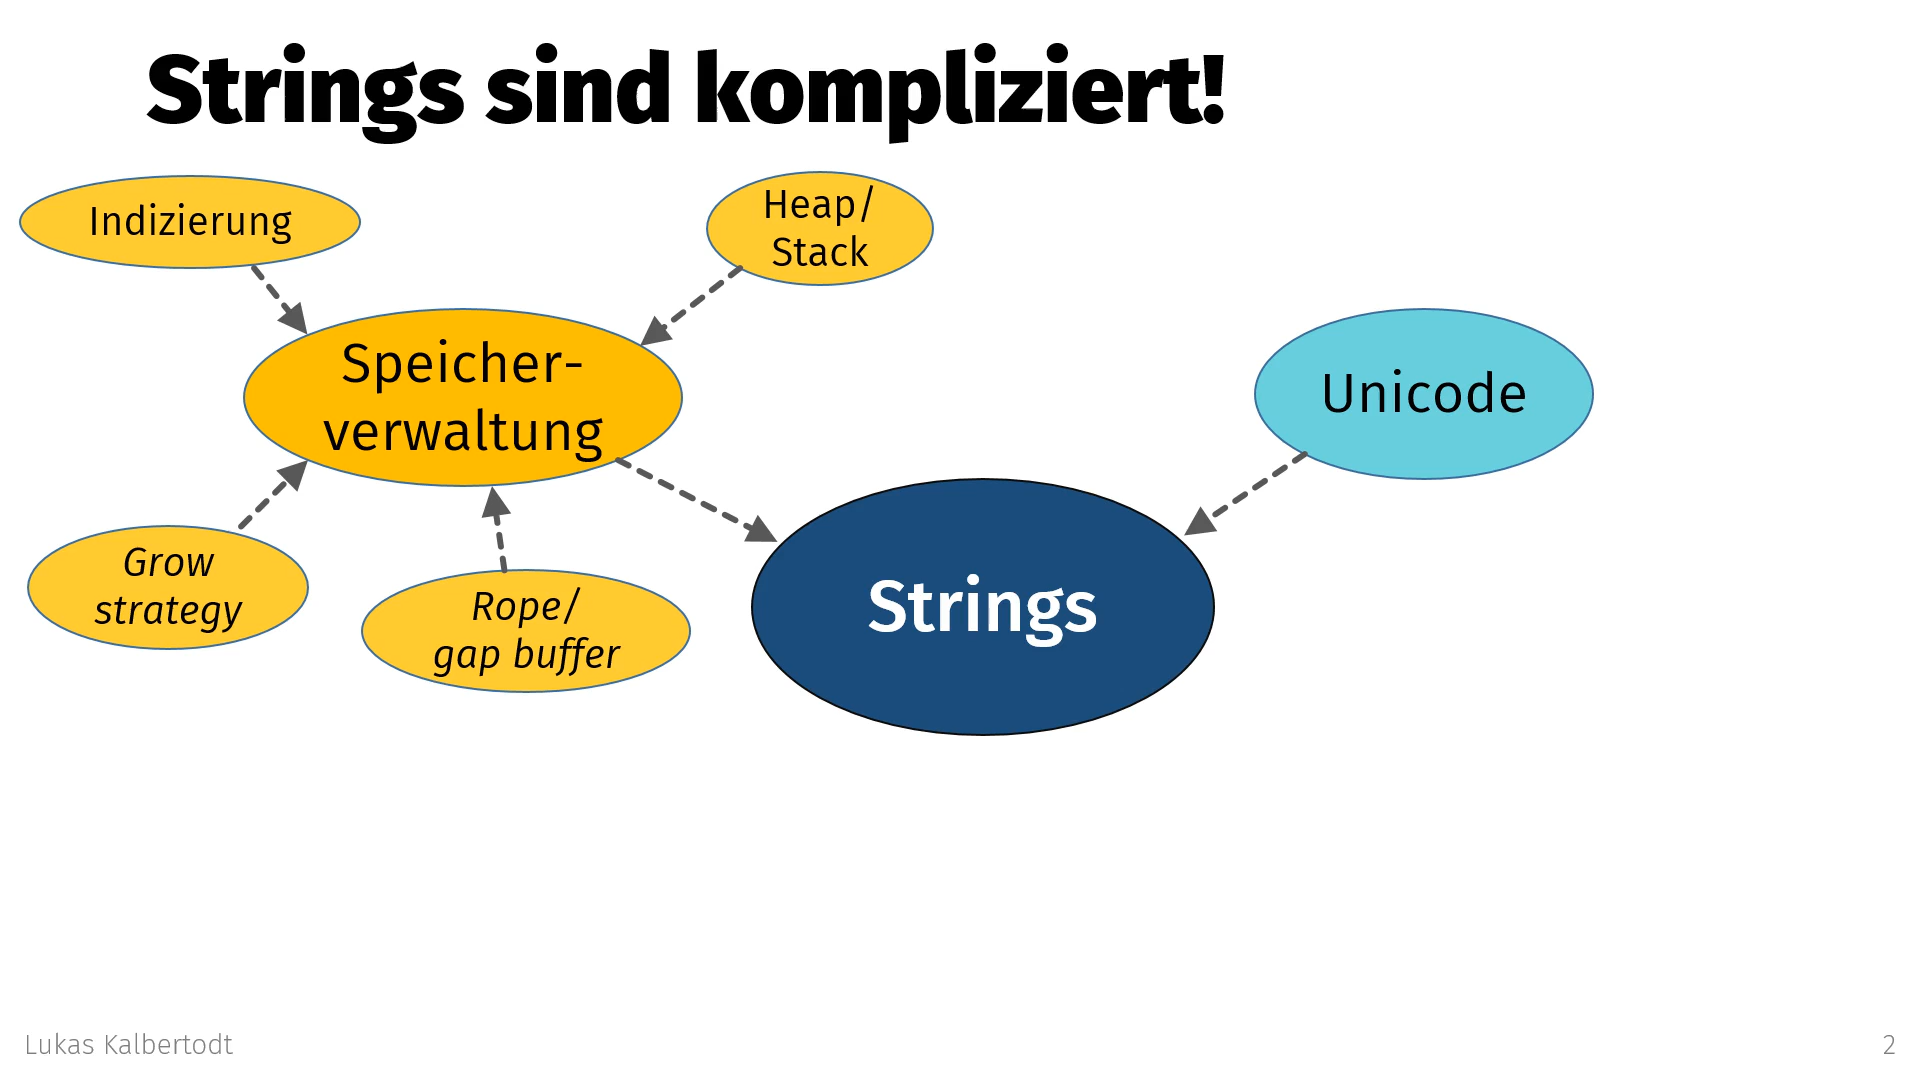 Strings sind kompliziert!
Indizierung
Heap/
Stack
Speicher-
verwaltung
Unicode
Grow
strategy
Rope/
gap buffer
Strings
Lukas Kalbertodt
2